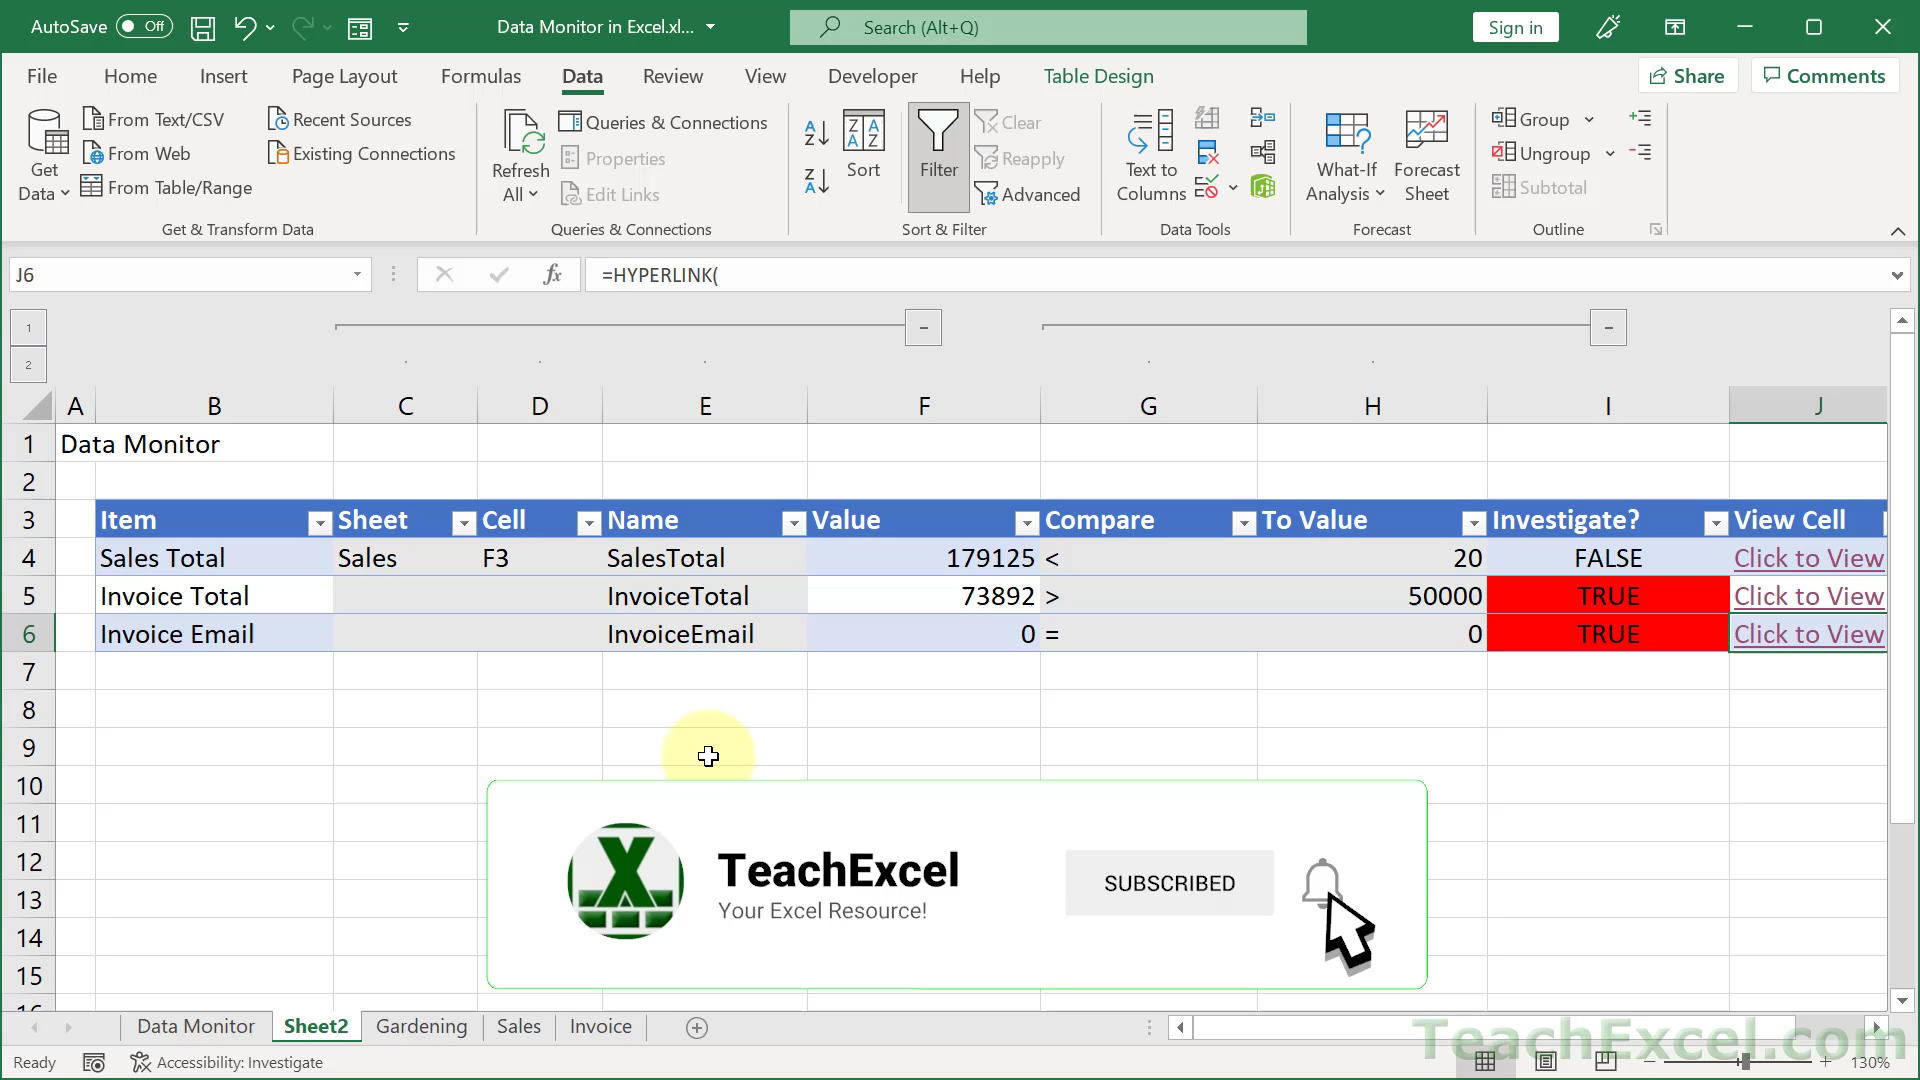 AutoSave Off Data Monitor in Excel.xl... Search (Alt+Q) Sign in
File Home Insert Page Layout Formulas Data Review View Developer Help Table Design Share Comments
Get Data
From Text/CSV
From Web
From Table/Range
Recent Sources
Existing Connections
Get & Transform Data
Refresh All
Queries & Connections
Properties
Edit Links
Queries & Connections
A Z
Z A
Z A A Z
Sort
Filter
Clear
Reapply
Advanced
Sort & Filter
Text to Columns
Data Tools
What-If Analysis
Forecast Sheet
Forecast
Group
Ungroup
Subtotal
Outline
J6 fx =HYPERLINK(
1
2
A B C D E F G H I J
1 Data Monitor
2
3 Item Sheet Cell Name Value Compare To Value Investigate? View Cell
4 Sales Total Sales F3 SalesTotal 179125 < 20 FALSE Click to View
5 Invoice Total InvoiceTotal 73892 > 50000 TRUE Click to View
6 Invoice Email InvoiceEmail 0 = 0 TRUE Click to View
7
8
9
10
11
12
13
14
15
TeachExcel
Your Excel Resource!
SUBSCRIBED
Data Monitor Sheet2 Gardening Sales Invoice
TeachExcel.com
Ready Accessibility: Investigate 130%